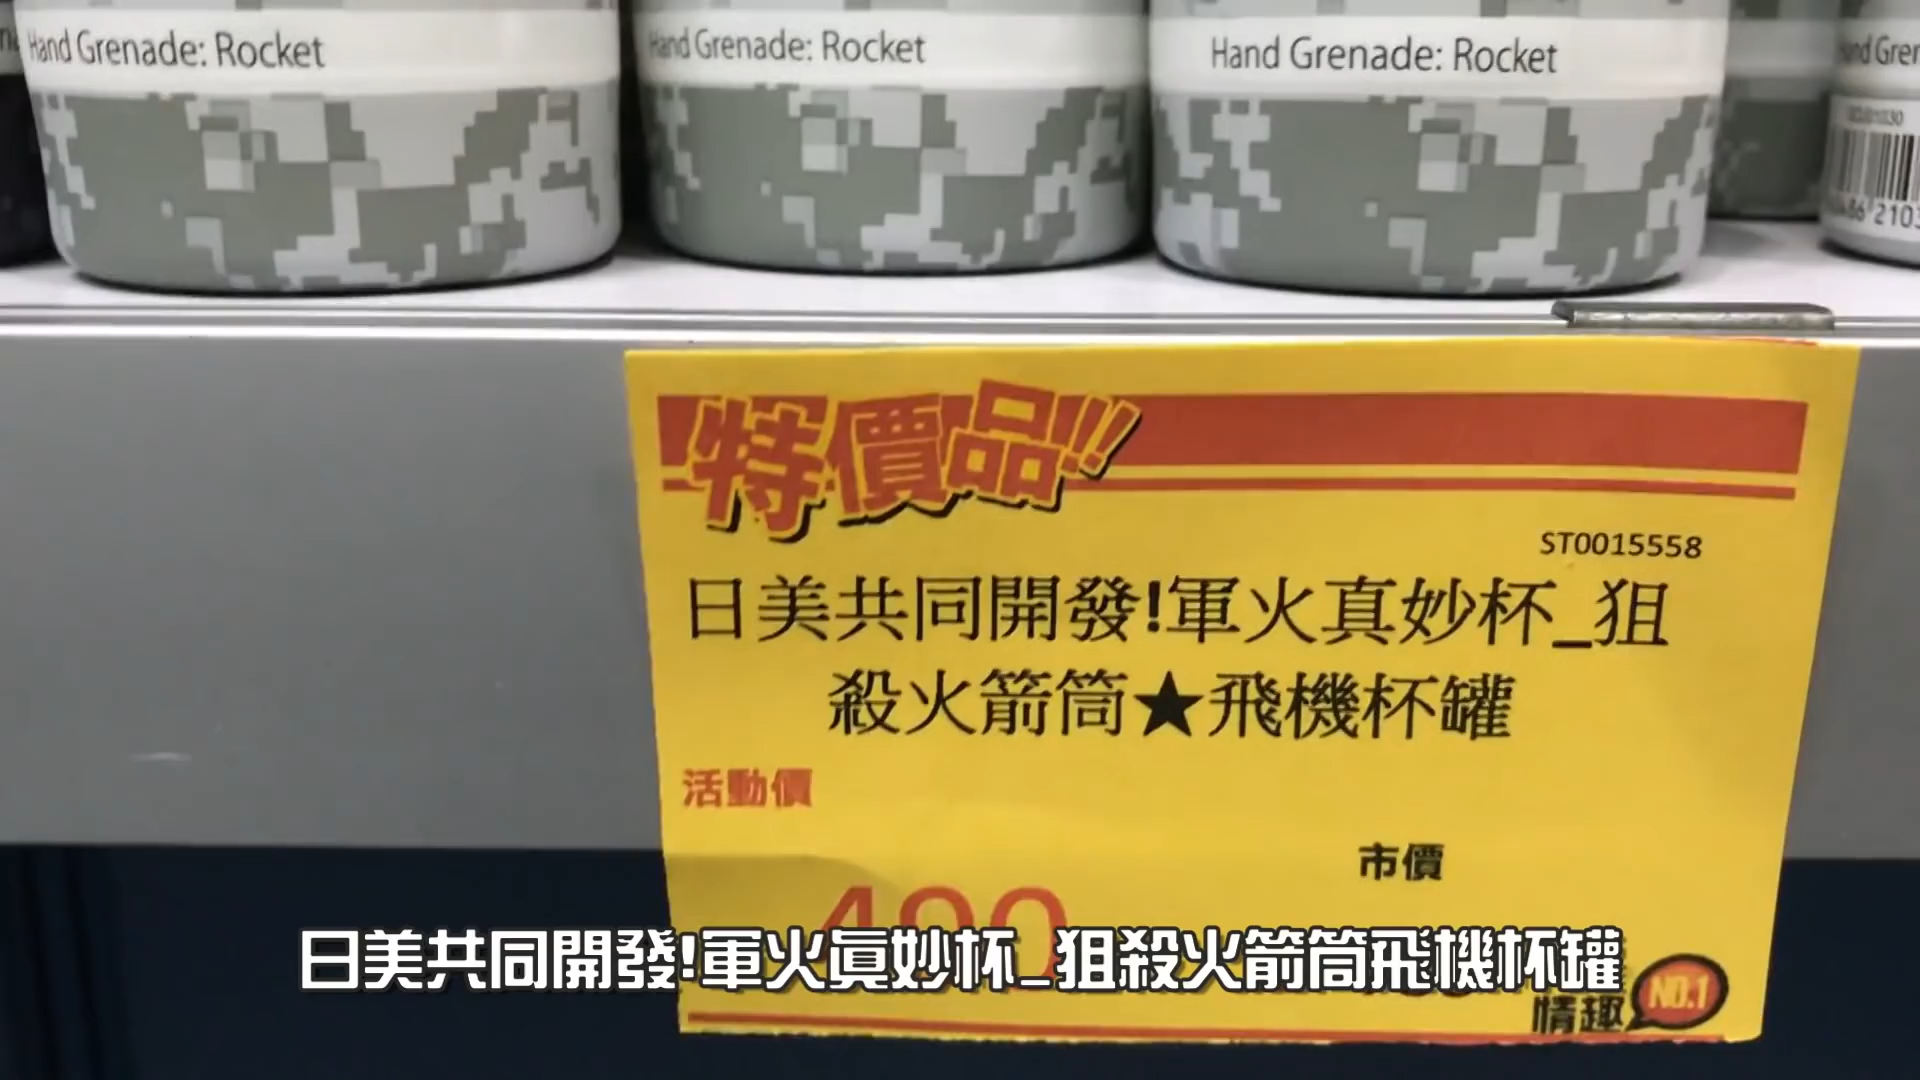 Hand Grenade: Rocket
Hand Grenade: Rocket
Hand Grenade: Rocket
特價品!!!
ST0015558
日美共同開發!軍火真妙杯_狙
殺火箭筒★飛機杯罐
活動價
市價
日美共同開發!軍火眞妙杯_狙殺火箭筒飛機杯罐
情趣 NO.1